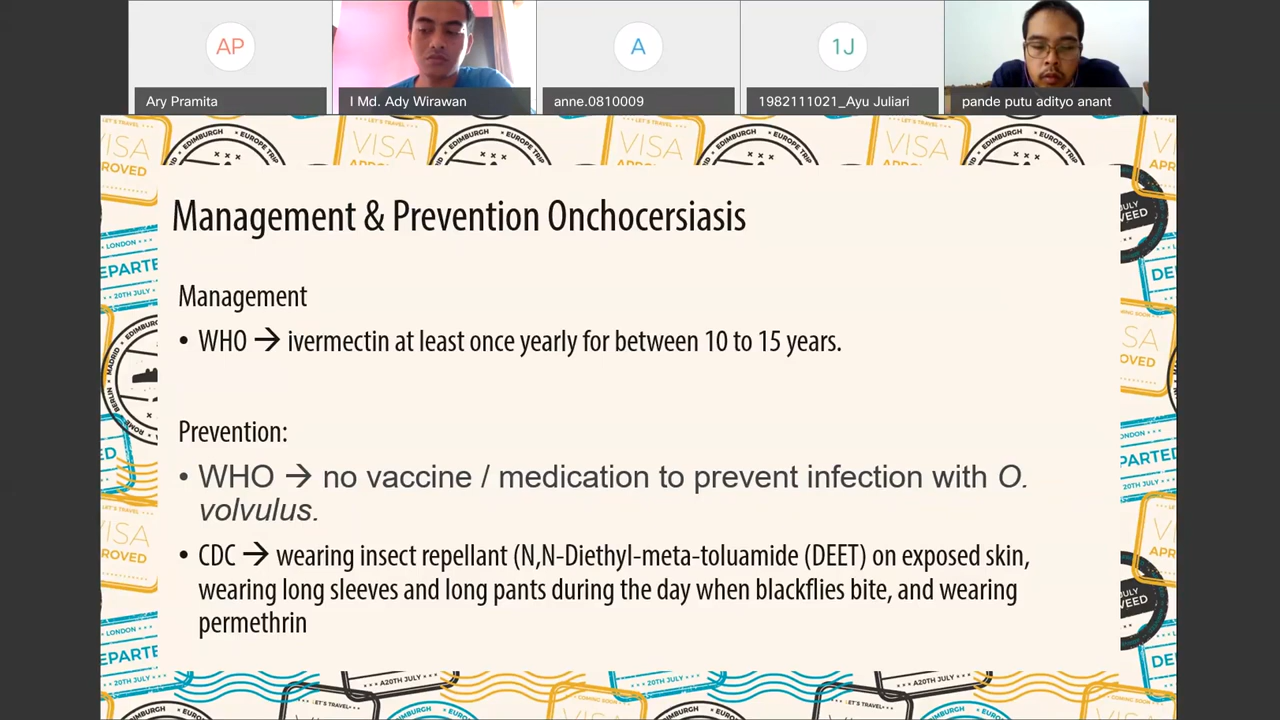 AP
A
1J
Ary Pramita
I Md. Ady Wirawan
anne.0810009
1982111021_Ayu Juliari
pande putu adityo anant
Management & Prevention Onchocersiasis
Management
• WHO → ivermectin at least once yearly for between 10 to 15 years.
Prevention:
• WHO → no vaccine / medication to prevent infection with O.
volvulus.
• CDC → wearing insect repellant (N,N-Diethyl-meta-toluamide (DEET) on exposed skin,
wearing long sleeves and long pants during the day when blackflies bite, and wearing
permethrin